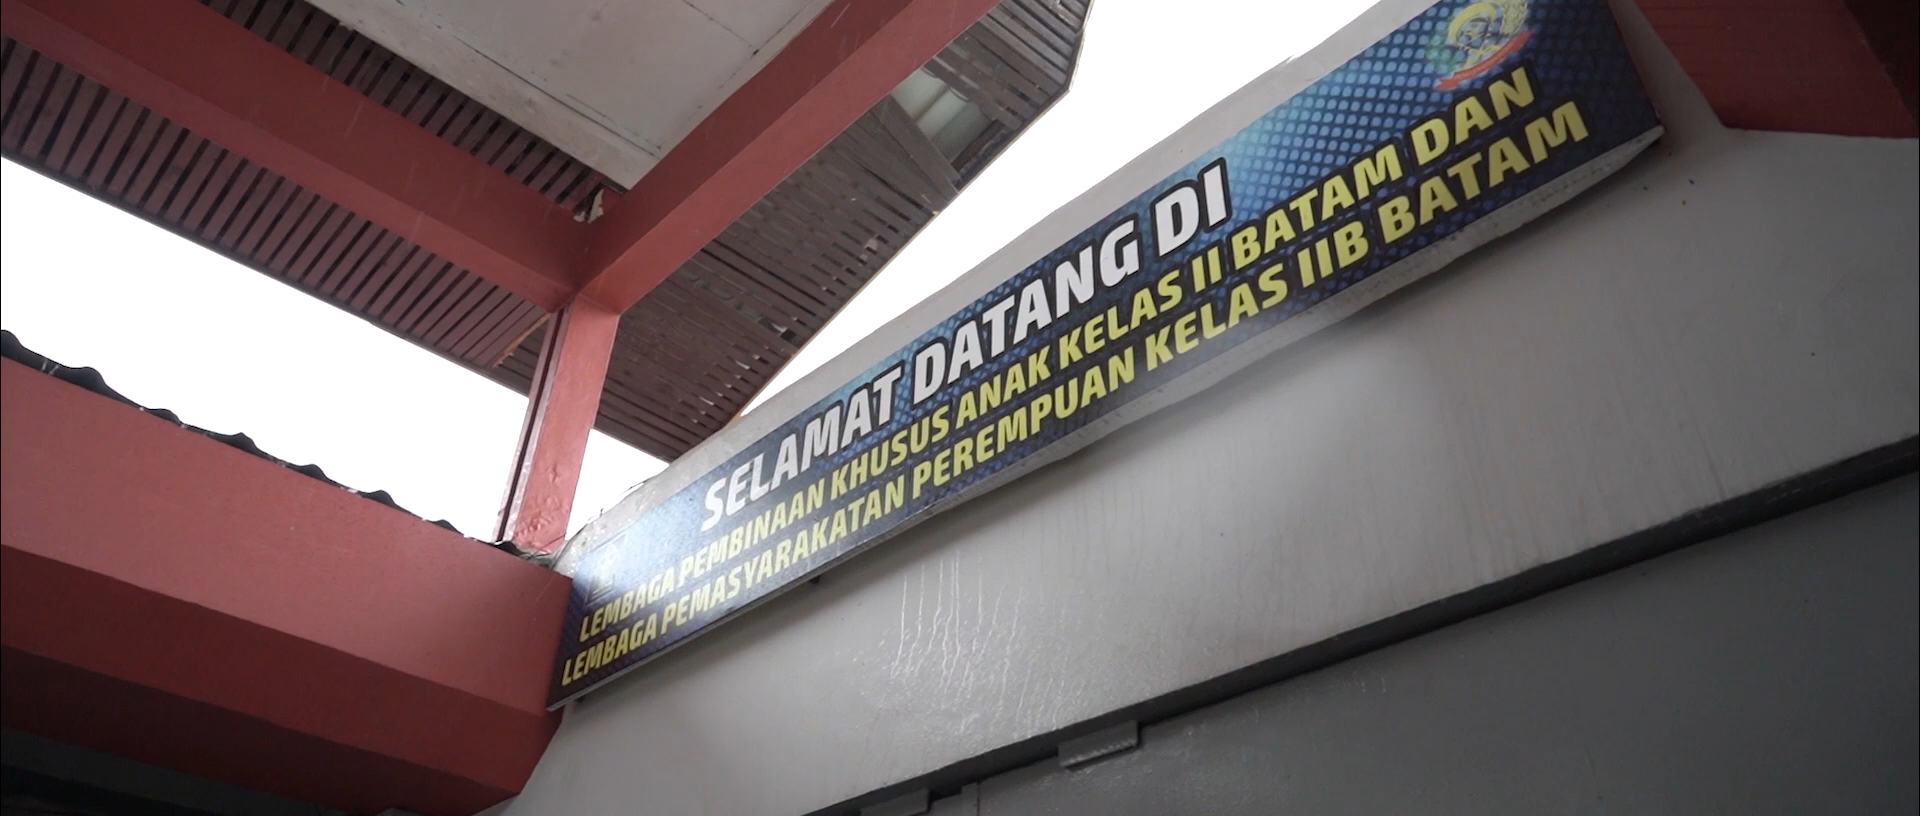 SELAMAT DATANG DI
LEMBAGA PEMBINAAN KHUSUS ANAK KELAS II BATAM DAN
LEMBAGA PEMASYARAKATAN PEREMPUAN KELAS IIB BATAM